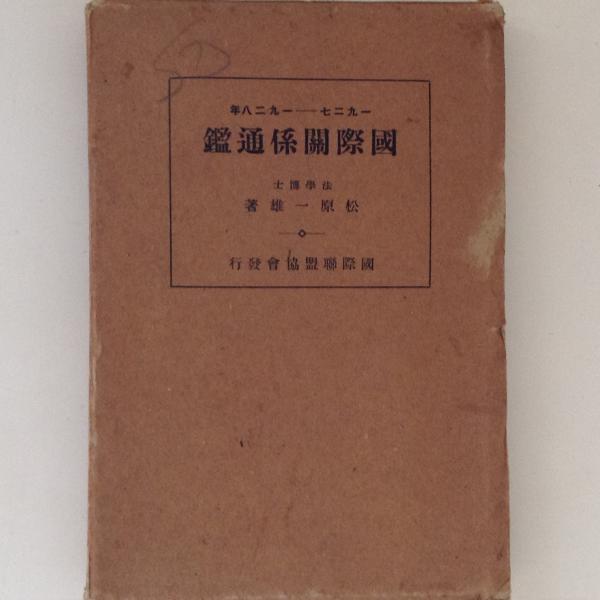 一九二七──一九二八年
國際關係通鑑
法學博士
松原一雄著
國際聯盟協會發行